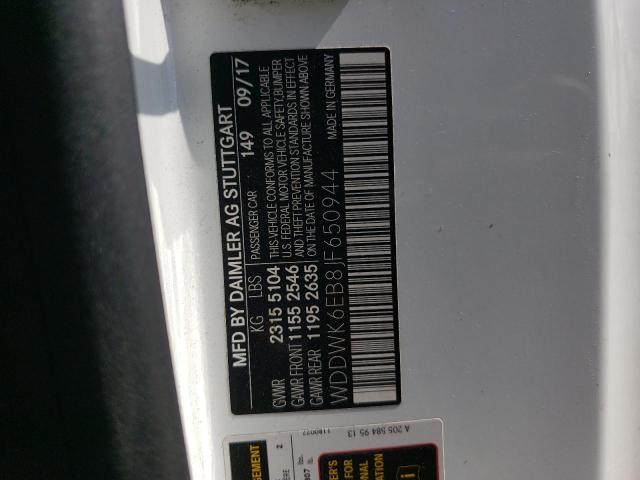 MFD BY DAIMLER AG STUTTGART
149 09/17
KG LBS PASSENGER CAR
GVWR 2315 5104
GAWR FRONT 1155 2546
GAWR REAR 1195 2635
THIS VEHICLE CONFORMS TO ALL APPLICABLE
U.S. FEDERAL MOTOR VEHICLE SAFETY,BUMPER
AND THEFT PREVENTION STANDARDS IN EFFECT
ON THE DATE OF MANUFACTURE SHOWN ABOVE
WDDWK6EB8JF650944 MADE IN GERMANY
A 205 584 95 13
1180077